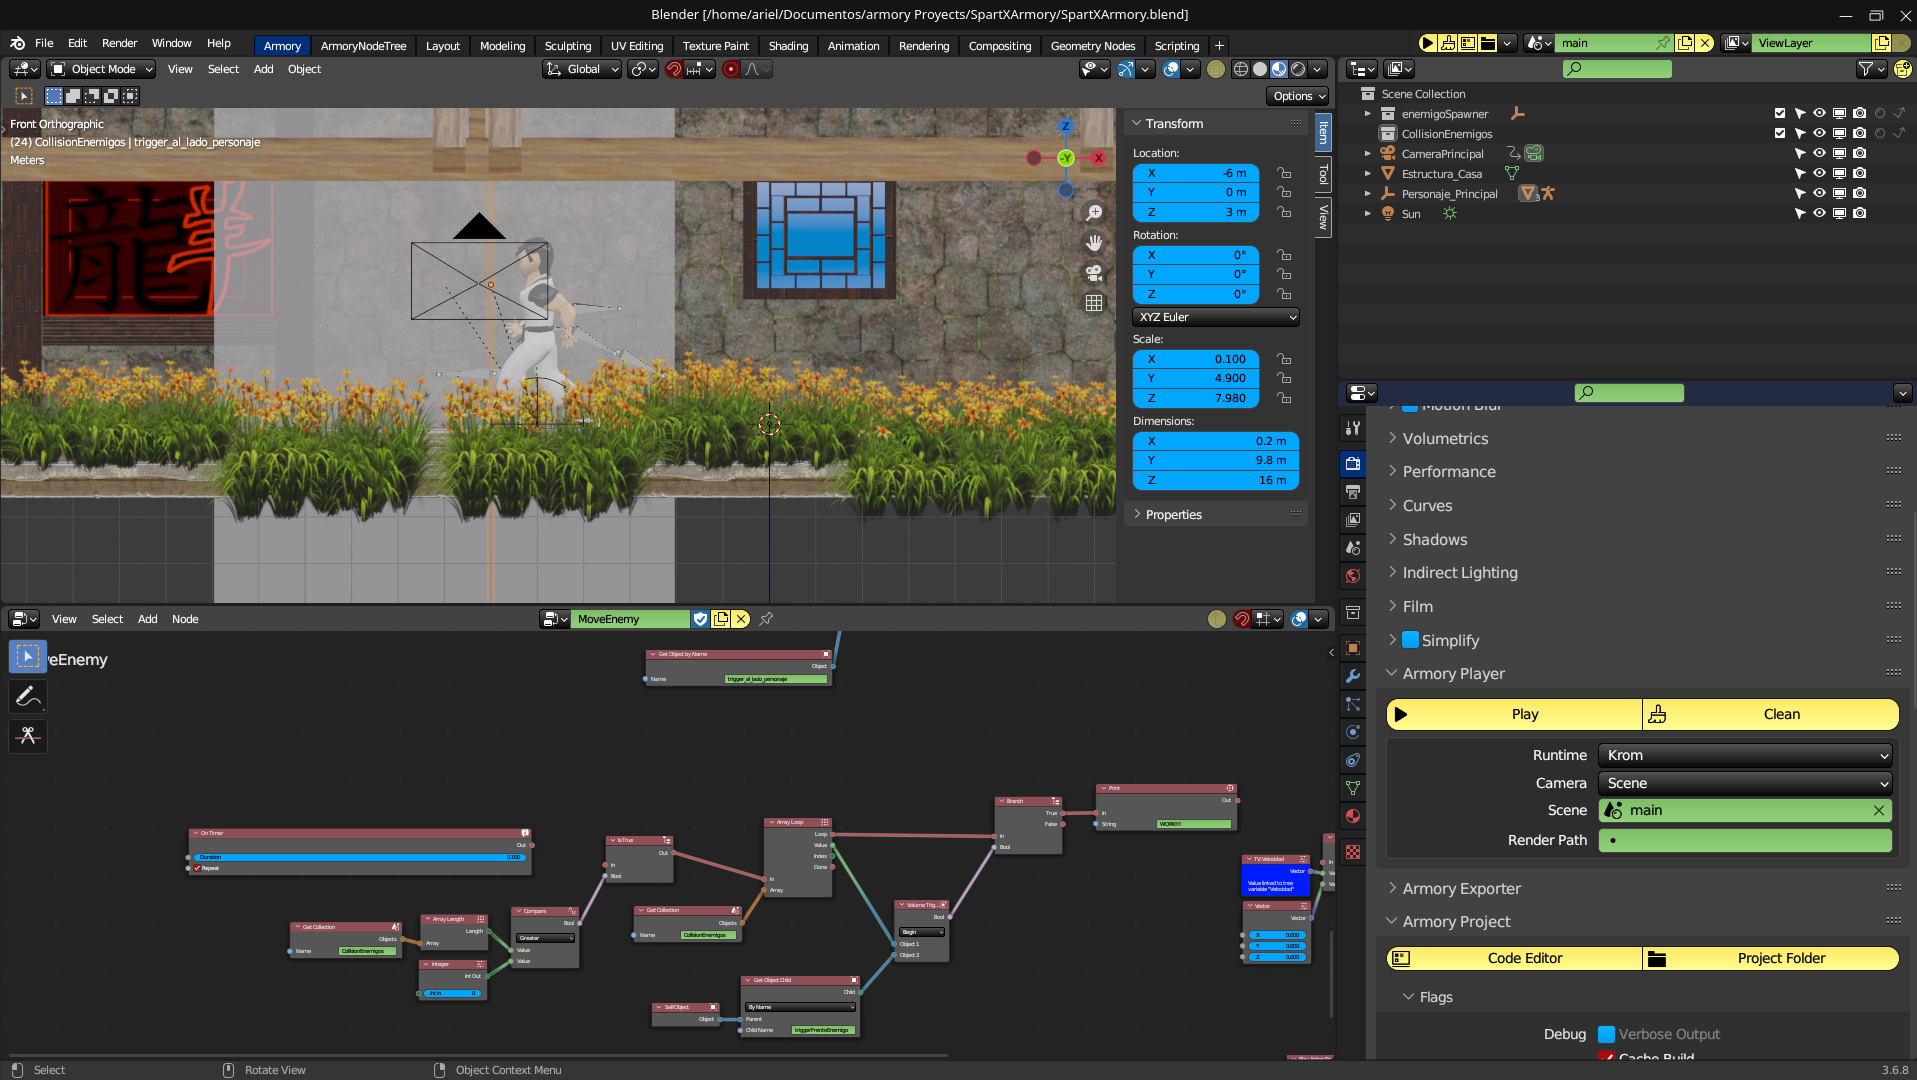 Blender [/home/ariel/Documentos/armory Proyects/SpartXArmory/SpartXArmory.blend]
File Edit Render Window Help Armory ArmoryNodeTree Layout Modeling Sculpting UV Editing Texture Paint Shading Animation Rendering Compositing Geometry Nodes Scripting + main ViewLayer
Object Mode View Select Add Object Global
Options
Front Orthographic
(24) CollisionEnemigos | trigger_al_lado_personaje
Meters
Z
-Y
X
龍
Transform
Location:
X -6 m
Y 0 m
Z 3 m
Rotation:
X 0°
Y 0°
Z 0°
XYZ Euler
Scale:
X 0.100
Y 4.900
Z 7.980
Dimensions:
X 0.2 m
Y 9.8 m
Z 16 m
Properties
Item
Tool
View
Scene Collection
enemigoSpawner
CollisionEnemigos
CameraPrincipal
Estructura_Casa
Personaje_Principal 3
Sun
Motion Blur
Volumetrics
Performance
Curves
Shadows
Indirect Lighting
Film
Simplify
Armory Player
Play Clean
Runtime Krom
Camera Scene
Scene main
Render Path
Armory Exporter
Armory Project
Code Editor Project Folder
Flags
Debug Verbose Output
Cache Build
View Select Add Node MoveEnemy
eEnemy
Get Object by Name
Object
Name trigger_al_lado_personaje
On Timer
Out
Duration 0.100
Repeat
Is True
Out
In
Bool
Array Loop
Loop
Value
Index
Done
In
Array
Branch
True
False
In
Bool
Print
Out
In
String WORK!!!
Get Collection
Objects
Name CollisionEnemigos
Array Length
Length
Array
Integer
Int Out
Int In 0
Compare
Bool
Greater
Value
Value
Get Collection
Objects
Name CollisionEnemigos
Volume Trig...
Bool
Begin
Object 1
Object 2
Self Object
Object
Get Object Child
Child
By Name
Parent
Child Name triggerFrenteEnemigo
TV:Velocidad
Vector
Value linked to tree
variable "Velocidad"
Vector
Vector
X 0.000
Y 0.000
Z 0.000
In
Select Rotate View Object Context Menu 3.6.8